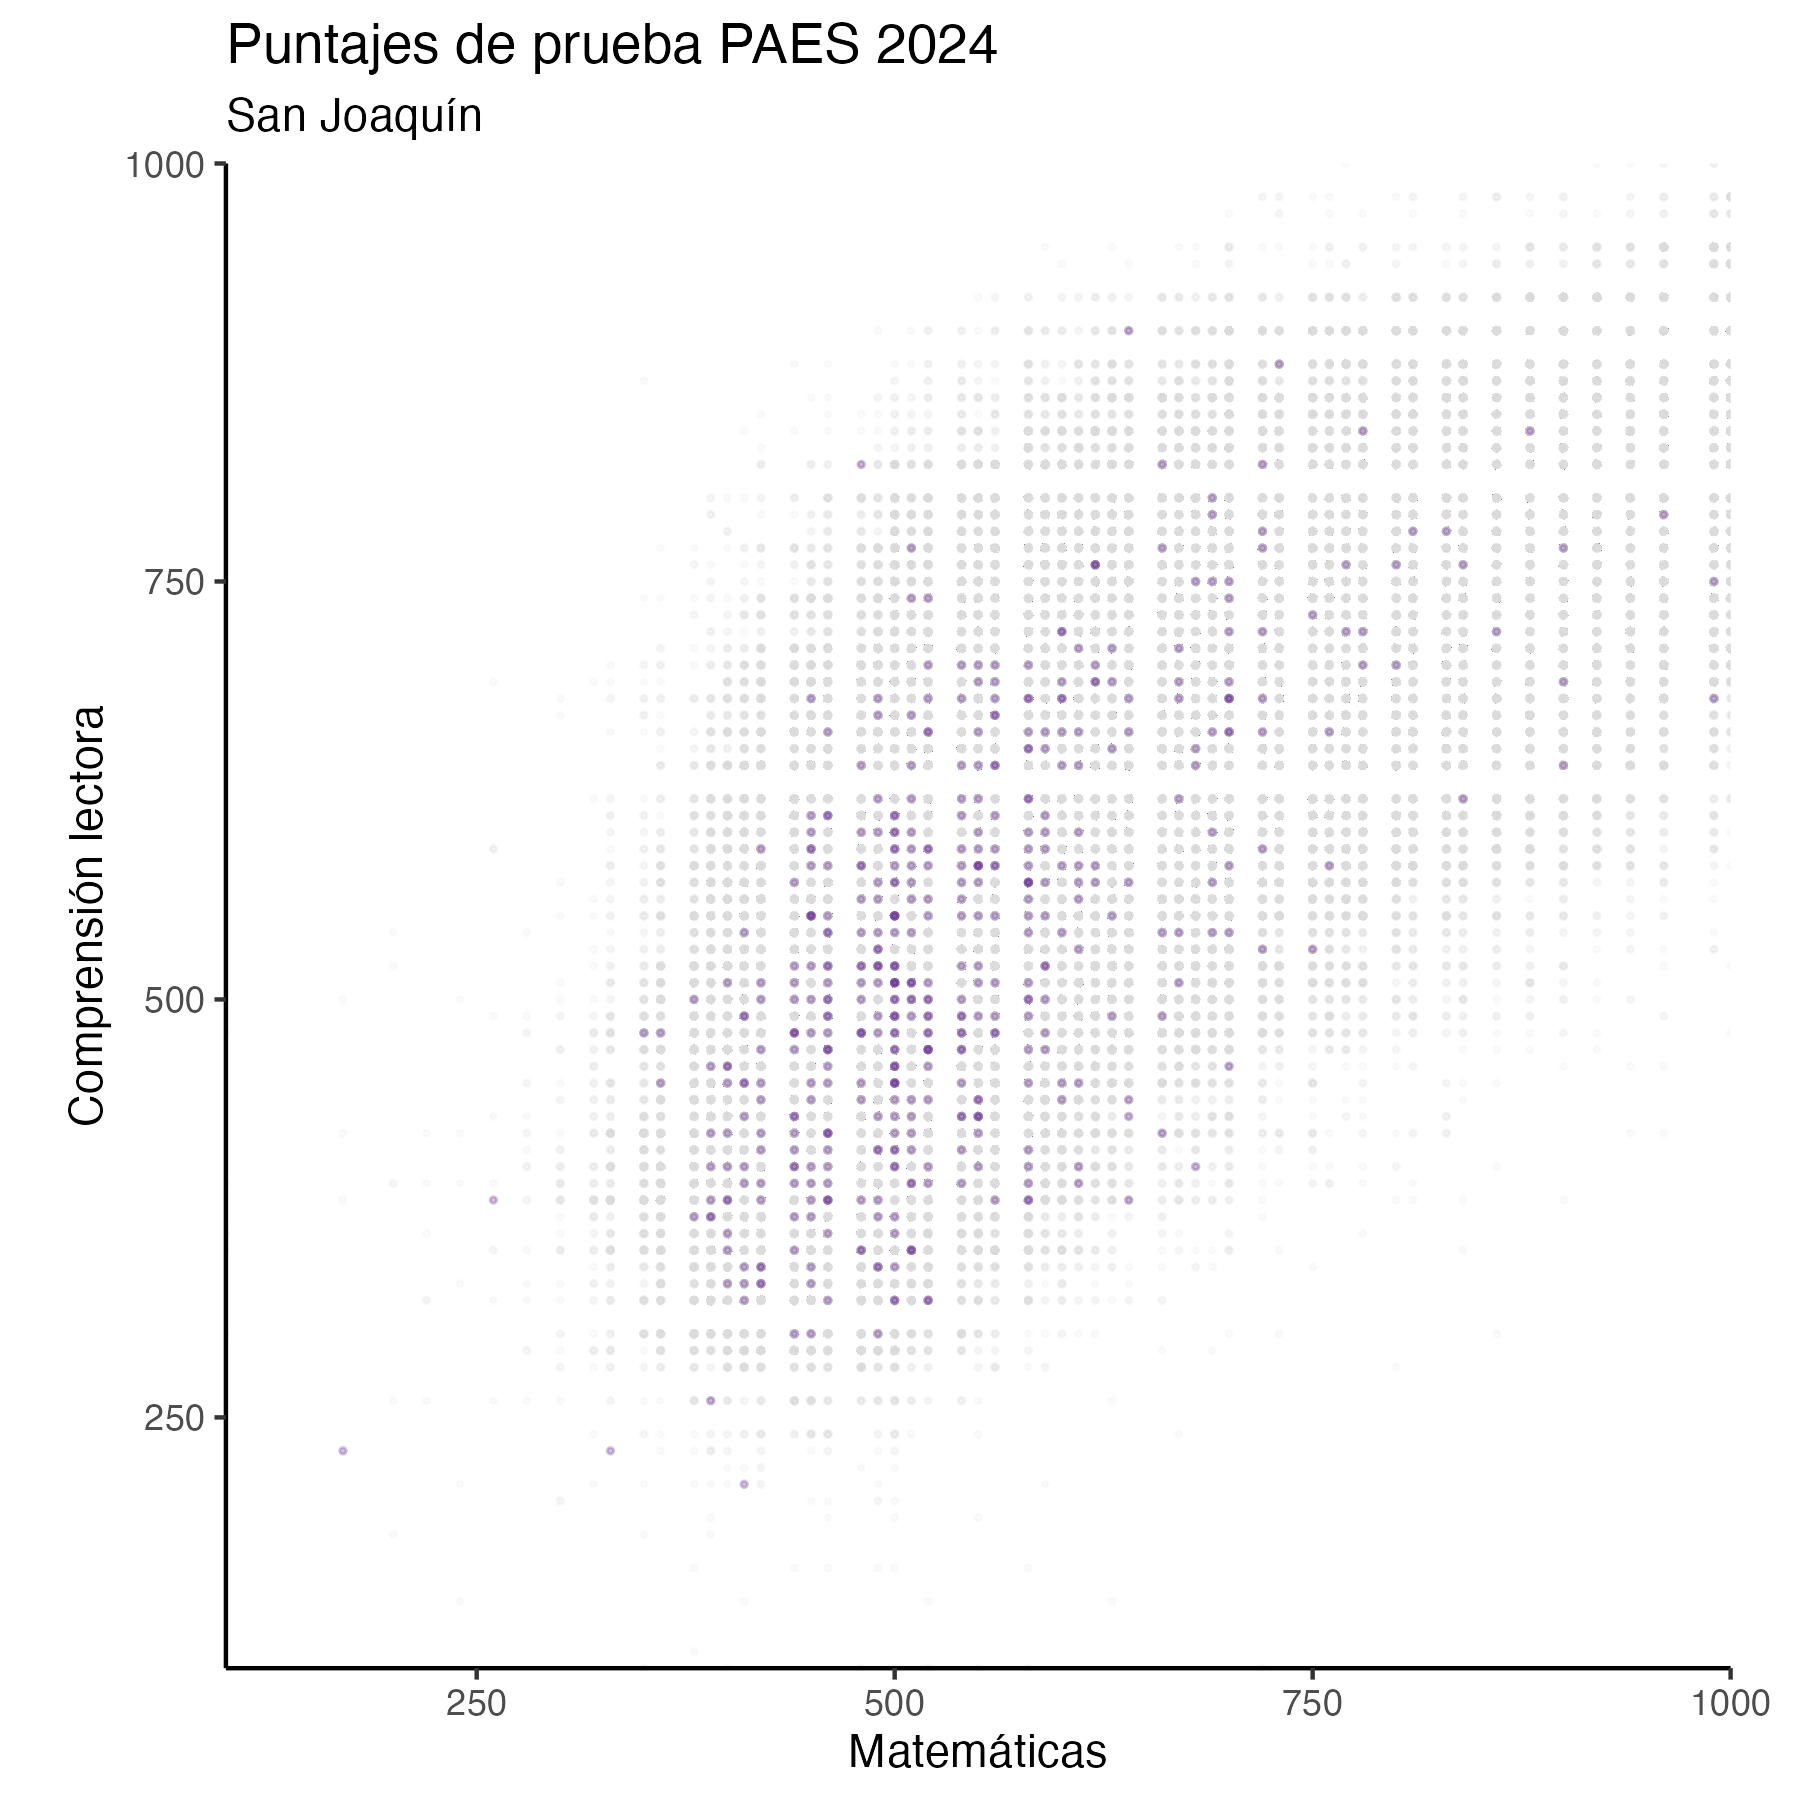 Puntajes de prueba PAES 2024
San Joaquín
1000
750
500
250
Comprensión lectora
250 500 750 1000
Matemáticas